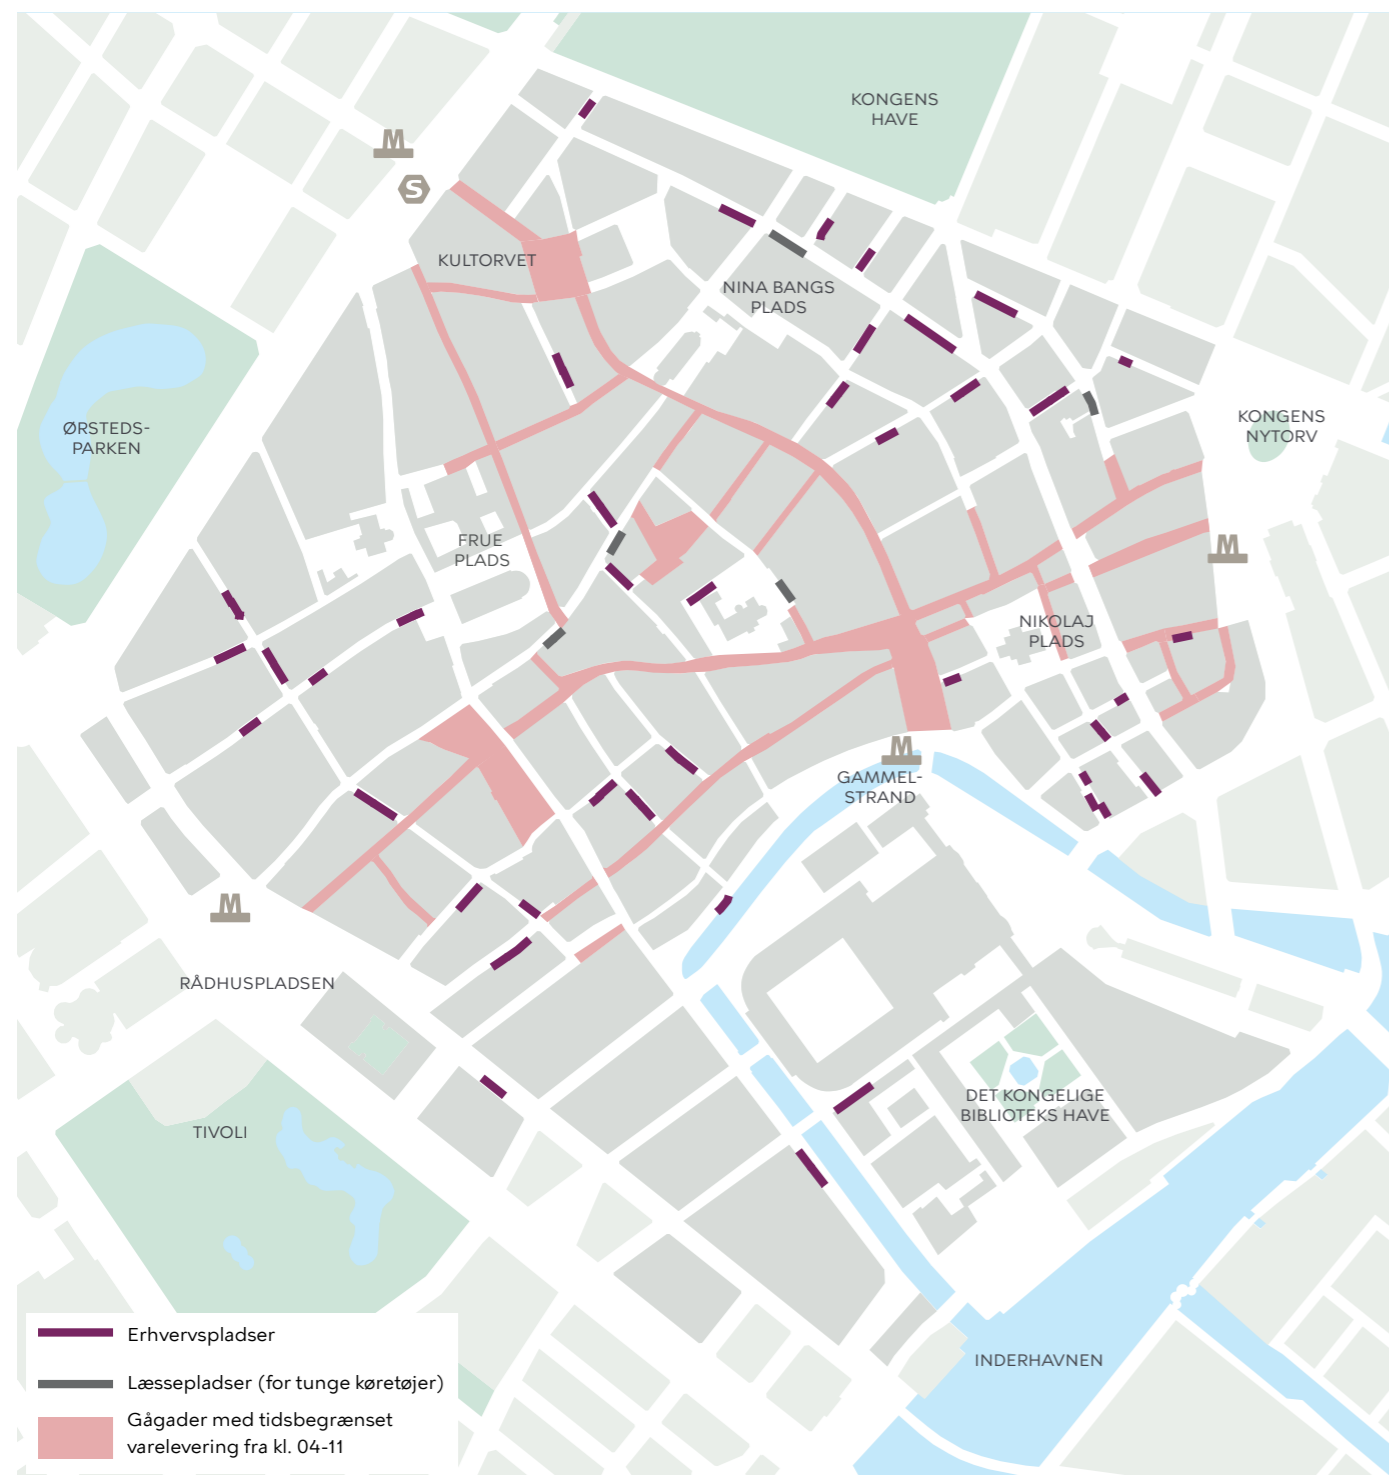 KONGENS
HAVE
M
S
KULTORVET
NINA BANGS
PLADS
KONGENS
NYTORV
ØRSTEDS-
PARKEN
FRUE
PLADS
M
NIKOLAJ
PLADS
M
GAMMEL-
STRAND
M
RÅDHUSPLADSEN
DET KONGELIGE
BIBLIOTEKS HAVE
TIVOLI
INDERHAVNEN
Erhvervspladser
Læssepladser (for tunge køretøjer)
Gågader med tidsbegrænset
varelevering fra kl. 04-11